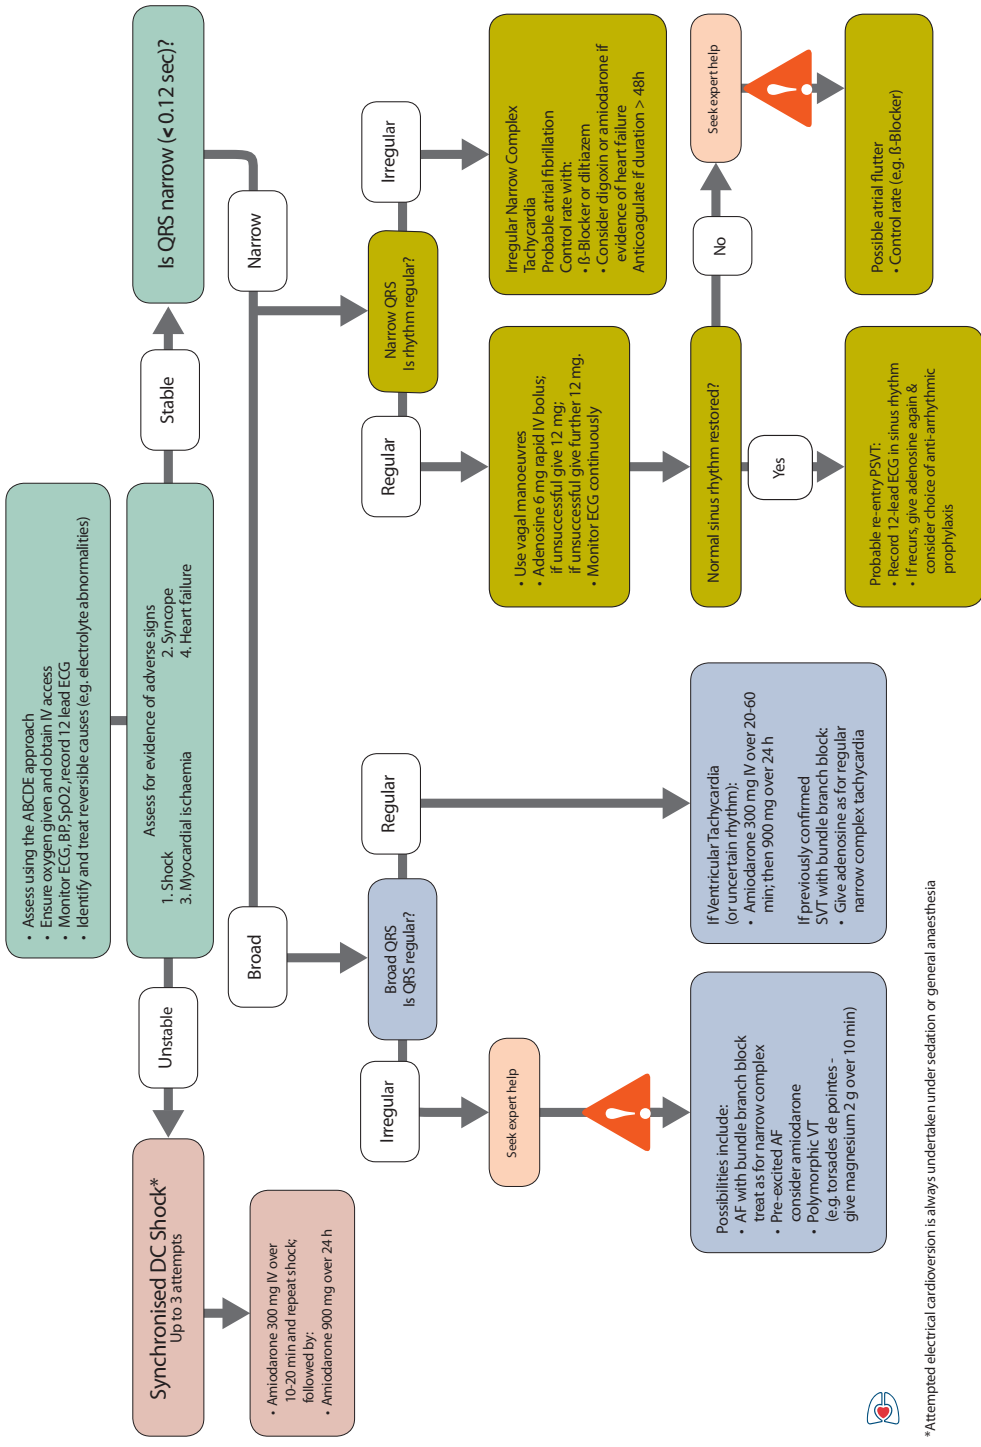 • Assess using the ABCDE approach
• Ensure oxygen given and obtain IV access
• Monitor ECG, BP, SpO2 ,record 12 lead ECG
• Identify and treat reversible causes (e.g. electrolyte abnormalities)
Assess for evidence of adverse signs
1. Shock 2. Syncope
3. Myocardial ischaemia 4. Heart failure
Unstable
Stable
Synchronised DC Shock*
Up to 3 attempts
• Amiodarone 300 mg IV over
10-20 min and repeat shock;
followed by:
• Amiodarone 900 mg over 24 h
Is QRS narrow (< 0.12 sec)?
Broad
Narrow
Broad QRS
Is QRS regular?
Irregular
Regular
Seek expert help
!
Possibilities include:
• AF with bundle branch block
treat as for narrow complex
• Pre-excited AF
consider amiodarone
• Polymorphic VT
(e.g. torsades de pointes -
give magnesium 2 g over 10 min)
If Ventricular Tachycardia
(or uncertain rhythm):
• Amiodarone 300 mg IV over 20-60
min; then 900 mg over 24 h
If previously confirmed
SVT with bundle branch block:
• Give adenosine as for regular
narrow complex tachycardia
Narrow QRS
Is rhythm regular?
Regular
Irregular
• Use vagal manoeuvres
• Adenosine 6 mg rapid IV bolus;
if unsuccessful give 12 mg;
if unsuccessful give further 12 mg.
• Monitor ECG continuously
Irregular Narrow Complex
Tachycardia
Probable atrial fibrillation
Control rate with:
• ß-Blocker or diltiazem
• Consider digoxin or amiodarone if
evidence of heart failure
Anticoagulate if duration > 48h
Normal sinus rhythm restored?
Yes
No
Seek expert help
!
Probable re-entry PSVT:
• Record 12-lead ECG in sinus rhythm
• If recurs, give adenosine again &
consider choice of anti-arrhythmic
prophylaxis
Possible atrial flutter
• Control rate (e.g. ß-Blocker)
*Attempted electrical cardioversion is always undertaken under sedation or general anaesthesia